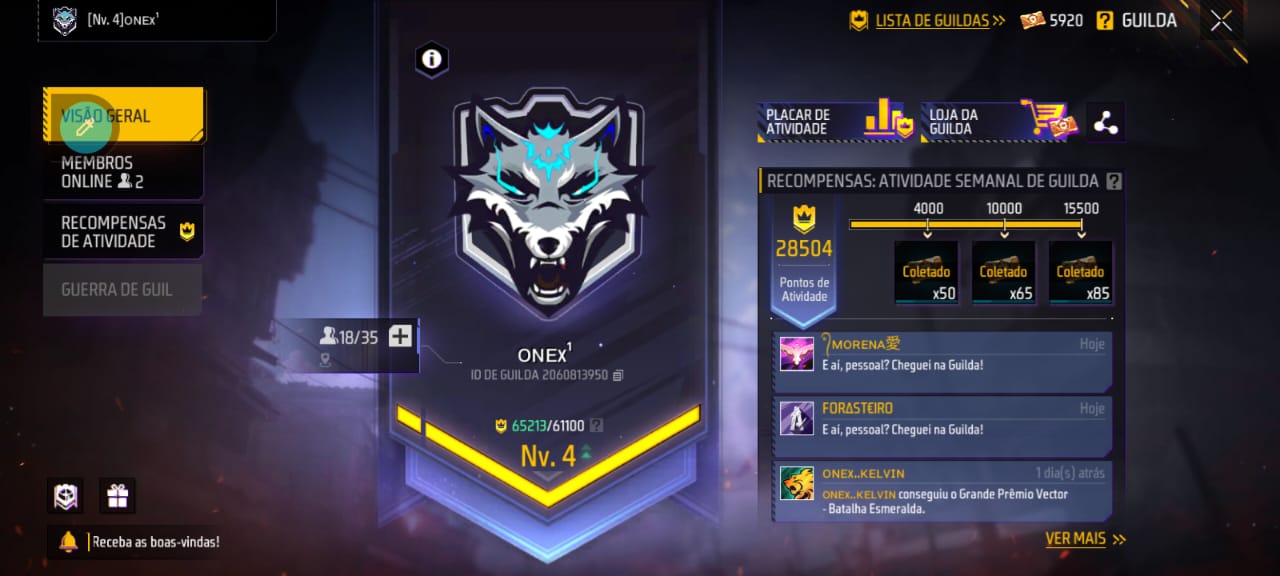 [Nv. 4]ONEX¹
LISTA DE GUILDAS >>
5920
? GUILDA
VISÃO GERAL
MEMBROS
ONLINE 2
RECOMPENSAS
DE ATIVIDADE
GUERRA DE GUIL
i
18/35
ONEX¹
ID DE GUILDA 2060813950
65213/61100 ?
Nv. 4
PLACAR DE
ATIVIDADE
LOJA DA
GUILDA
RECOMPENSAS: ATIVIDADE SEMANAL DE GUILDA ?
28504
Pontos de
Atividade
4000 10000 15500
Coletado Coletado Coletado
x50 x65 x85
MORENA愛 Hoje
E aí, pessoal? Cheguei na Guilda!
FORASTEIRO Hoje
E aí, pessoal? Cheguei na Guilda!
ONEX..KELVIN 1 dia(s) atrás
ONEX..KELVIN conseguiu o Grande Prêmio Vector
- Batalha Esmeralda.
VER MAIS >>
Receba as boas-vindas!